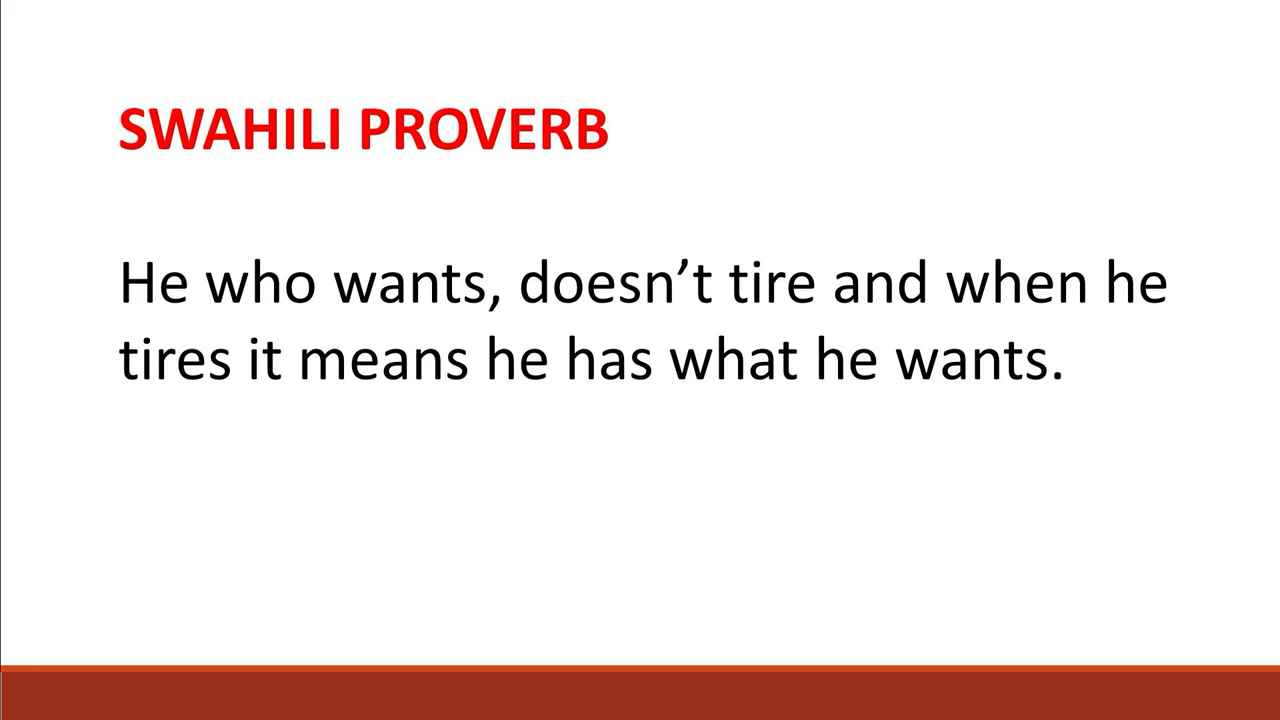 SWAHILI PROVERB
He who wants, doesn’t tire and when he
tires it means he has what he wants.